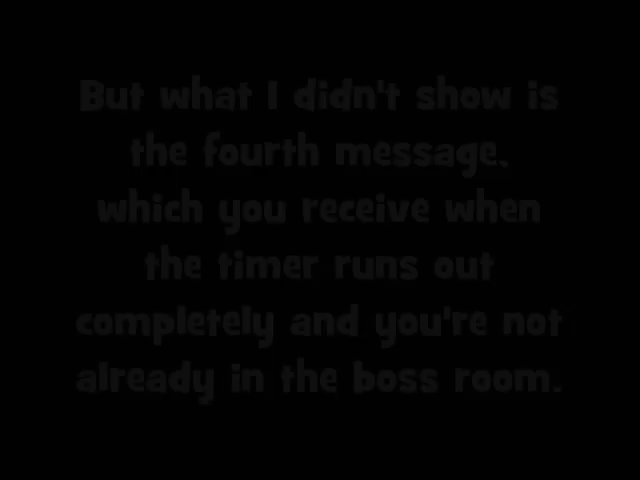 But what I didn't show is
the fourth message,
which you receive when
the timer runs out
completely and you're not
already in the boss room.